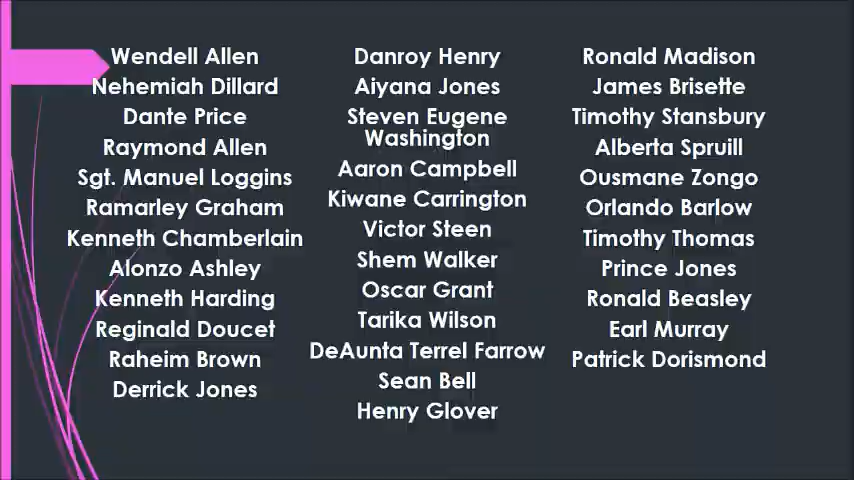 Wendell Allen
Nehemiah Dillard
Dante Price
Raymond Allen
Sgt. Manuel Loggins
Ramarley Graham
Kenneth Chamberlain
Alonzo Ashley
Kenneth Harding
Reginald Doucet
Raheim Brown
Derrick Jones
Danroy Henry
Aiyana Jones
Steven Eugene
Washington
Aaron Campbell
Kiwane Carrington
Victor Steen
Shem Walker
Oscar Grant
Tarika Wilson
DeAunta Terrel Farrow
Sean Bell
Henry Glover
Ronald Madison
James Brisette
Timothy Stansbury
Alberta Spruill
Ousmane Zongo
Orlando Barlow
Timothy Thomas
Prince Jones
Ronald Beasley
Earl Murray
Patrick Dorismond